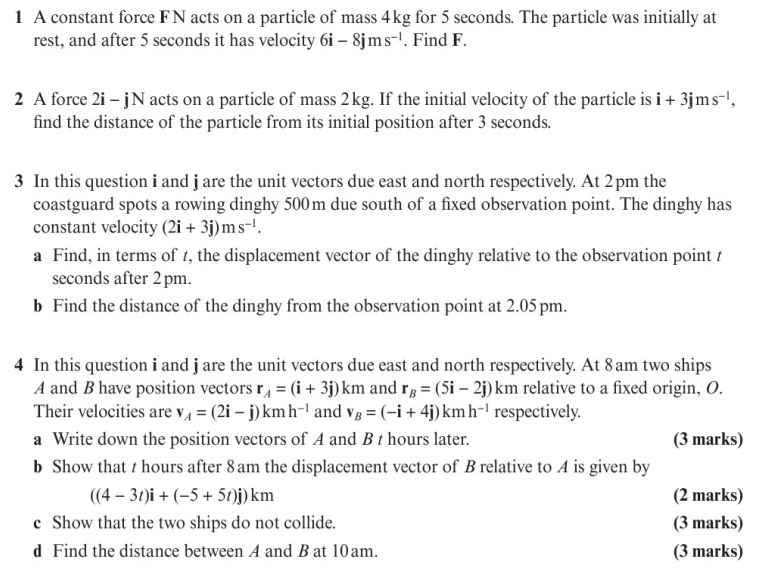 1 A constant force F N acts on a particle of mass 4 kg for 5 seconds. The particle was initially at
rest, and after 5 seconds it has velocity 6i – 8j m s⁻¹. Find F.
2 A force 2i – j N acts on a particle of mass 2 kg. If the initial velocity of the particle is i + 3j m s⁻¹,
find the distance of the particle from its initial position after 3 seconds.
3 In this question i and j are the unit vectors due east and north respectively. At 2 pm the
coastguard spots a rowing dinghy 500 m due south of a fixed observation point. The dinghy has
constant velocity (2i + 3j) m s⁻¹.
a Find, in terms of t, the displacement vector of the dinghy relative to the observation point t
seconds after 2 pm.
b Find the distance of the dinghy from the observation point at 2.05 pm.
4 In this question i and j are the unit vectors due east and north respectively. At 8 am two ships
A and B have position vectors r_A = (i + 3j) km and r_B = (5i – 2j) km relative to a fixed origin, O.
Their velocities are v_A = (2i – j) km h⁻¹ and v_B = (–i + 4j) km h⁻¹ respectively.
a Write down the position vectors of A and B t hours later. (3 marks)
b Show that t hours after 8 am the displacement vector of B relative to A is given by
((4 – 3t)i + (–5 + 5t)j) km (2 marks)
c Show that the two ships do not collide. (3 marks)
d Find the distance between A and B at 10 am. (3 marks)